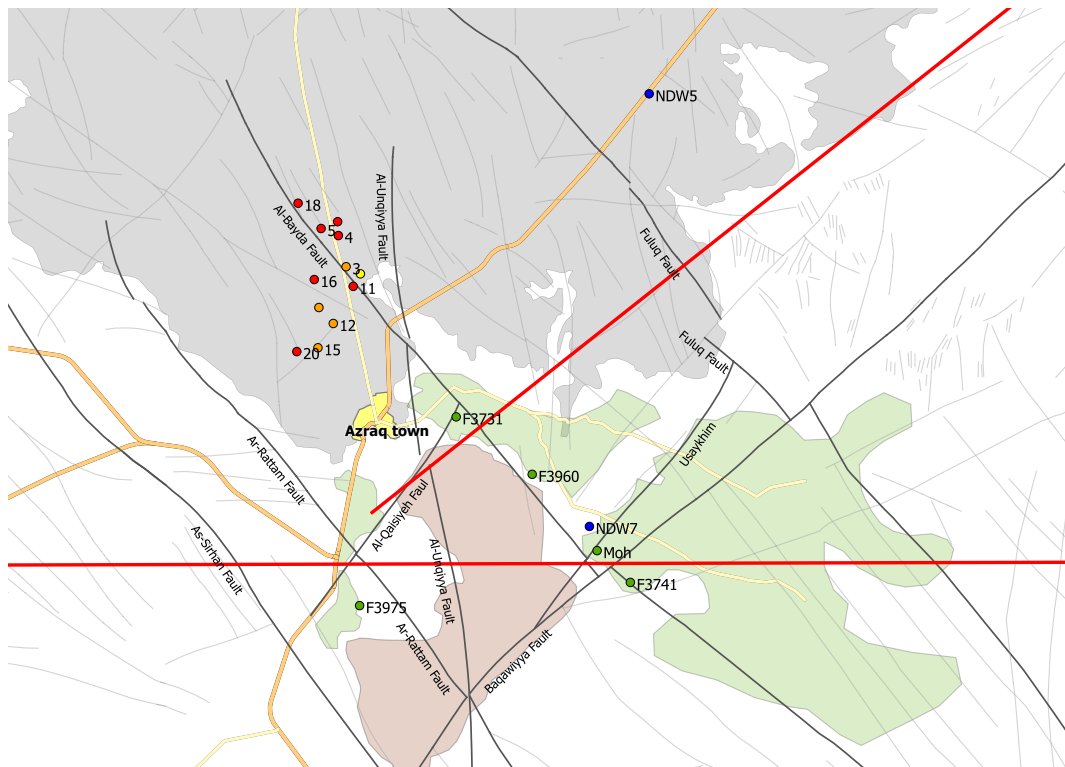 NDW5
Al-Unqiyya Fault
18
Al-Bayda Fault
5
4
Fuluq Fault
3
16
11
12
Fuluq Fault
15
20
F3731
Azraq town
Usaykhim
Ar-Rattam Fault
F3960
Al-Qaisiyeh Faul
NDW7
As-Sirhan Fault
Al-Unqiyya Fault
Moh
F3741
F3975
Ar-Rattam Fault
Baqawiyya Fault